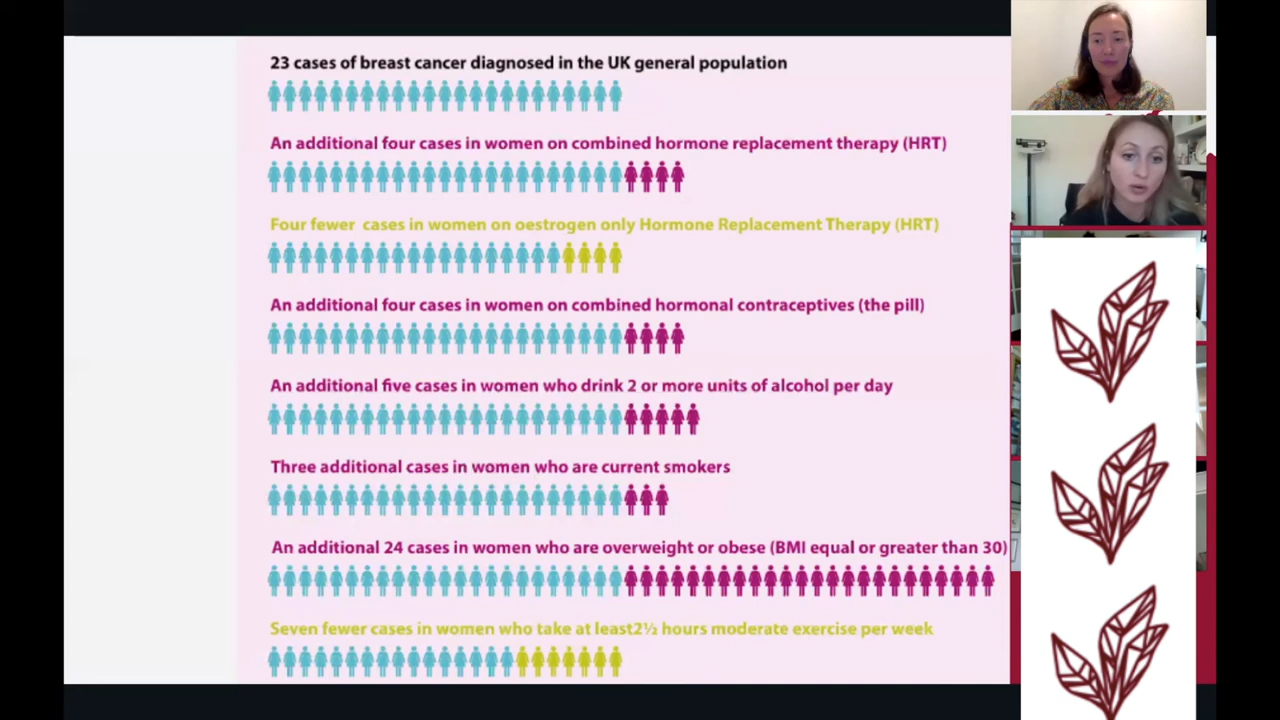 23 cases of breast cancer diagnosed in the UK general population
An additional four cases in women on combined hormone replacement therapy (HRT)
Four fewer cases in women on oestrogen only Hormone Replacement Therapy (HRT)
An additional four cases in women on combined hormonal contraceptives (the pill)
An additional five cases in women who drink 2 or more units of alcohol per day
Three additional cases in women who are current smokers
An additional 24 cases in women who are overweight or obese (BMI equal or greater than 30)
Seven fewer cases in women who take at least2½ hours moderate exercise per week